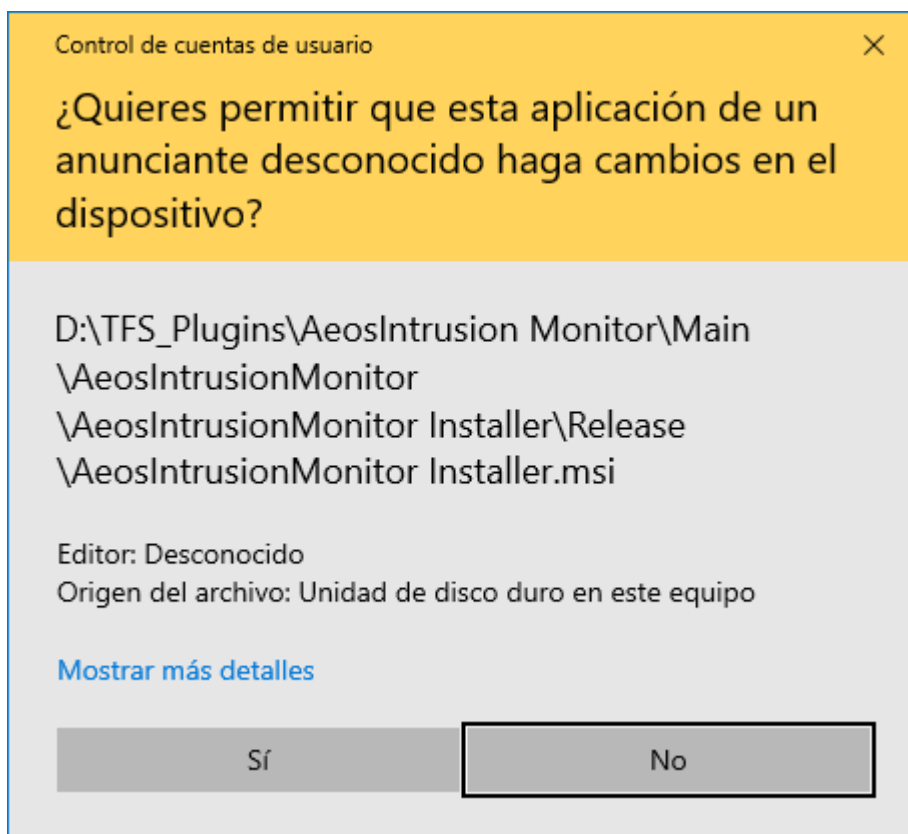 Control de cuentas de usuario
¿Quieres permitir que esta aplicación de un
anunciante desconocido haga cambios en el
dispositivo?
D:\TFS_Plugins\AeosIntrusion Monitor\Main
\AeosIntrusionMonitor
\AeosIntrusionMonitor Installer\Release
\AeosIntrusionMonitor Installer.msi
Editor: Desconocido
Origen del archivo: Unidad de disco duro en este equipo
Mostrar más detalles
Sí
No